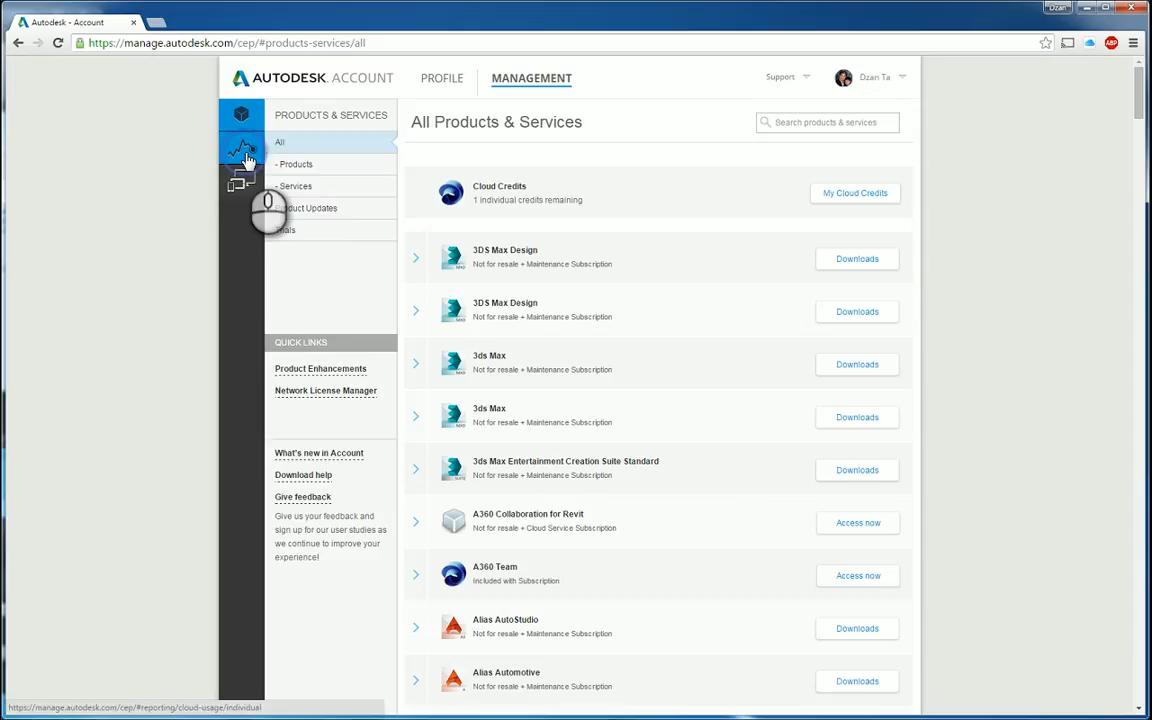 Autodesk - Account
Dzan
https://manage.autodesk.com/cep/#products-services/all
ABP
AUTODESK. ACCOUNT
PROFILE
MANAGEMENT
Support
Dzan Ta
PRODUCTS & SERVICES
All
- Products
- Services
Product Updates
Trials
QUICK LINKS
Product Enhancements
Network License Manager
What's new in Account
Download help
Give feedback
Give us your feedback and
sign up for our user studies as
we continue to improve your
experience!
All Products & Services
Search products & services
Cloud Credits
1 individual credits remaining
My Cloud Credits
3DS Max Design
Not for resale + Maintenance Subscription
Downloads
3DS Max Design
Not for resale + Maintenance Subscription
Downloads
3ds Max
Not for resale + Maintenance Subscription
Downloads
3ds Max
Not for resale + Maintenance Subscription
Downloads
3ds Max Entertainment Creation Suite Standard
Not for resale + Maintenance Subscription
Downloads
A360 Collaboration for Revit
Not for resale + Cloud Service Subscription
Access now
A360 Team
Included with Subscription
Access now
Alias AutoStudio
Not for resale + Maintenance Subscription
Downloads
Alias Automotive
Not for resale + Maintenance Subscription
Downloads
https://manage.autodesk.com/cep/#reporting/cloud-usage/individual